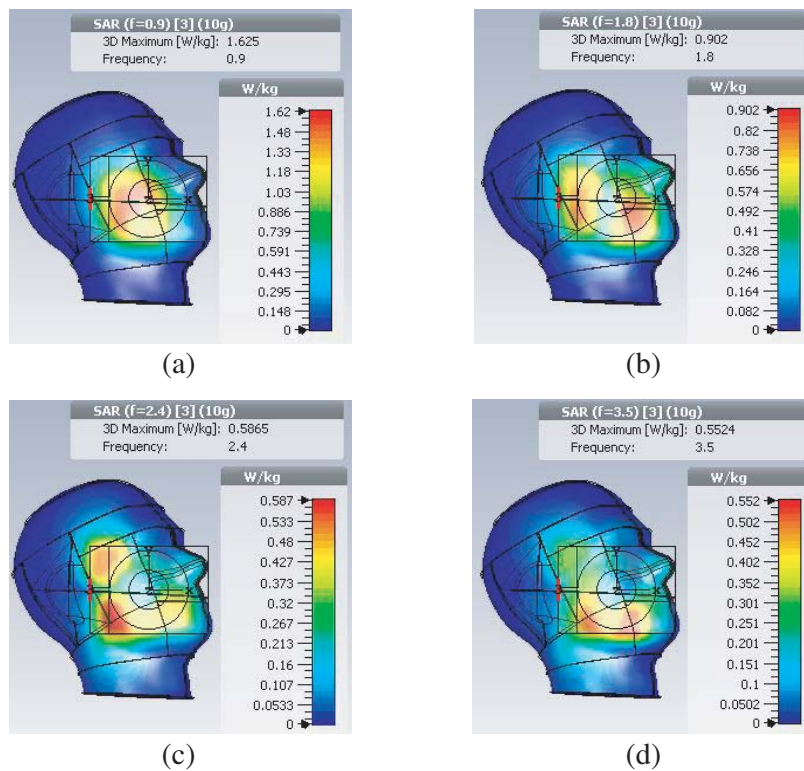 SAR (f=0.9) [3] (10g)
3D Maximum [W/kg]: 1.625
Frequency: 0.9
W/kg
1.62
1.48
1.33
1.18
1.03
0.886
0.739
0.591
0.443
0.295
0.148
0
Y
X
Z
3
(a)
SAR (f=1.8) [3] (10g)
3D Maximum [W/kg]: 0.902
Frequency: 1.8
W/kg
0.902
0.82
0.738
0.656
0.574
0.492
0.41
0.328
0.246
0.164
0.082
0
Y
X
Z
3
(b)
SAR (f=2.4) [3] (10g)
3D Maximum [W/kg]: 0.5865
Frequency: 2.4
W/kg
0.587
0.533
0.48
0.427
0.373
0.32
0.267
0.213
0.16
0.107
0.0533
0
Y
X
Z
3
(c)
SAR (f=3.5) [3] (10g)
3D Maximum [W/kg]: 0.5524
Frequency: 3.5
W/kg
0.552
0.502
0.452
0.402
0.352
0.301
0.251
0.201
0.151
0.1
0.0502
0
Y
X
Z
3
(d)